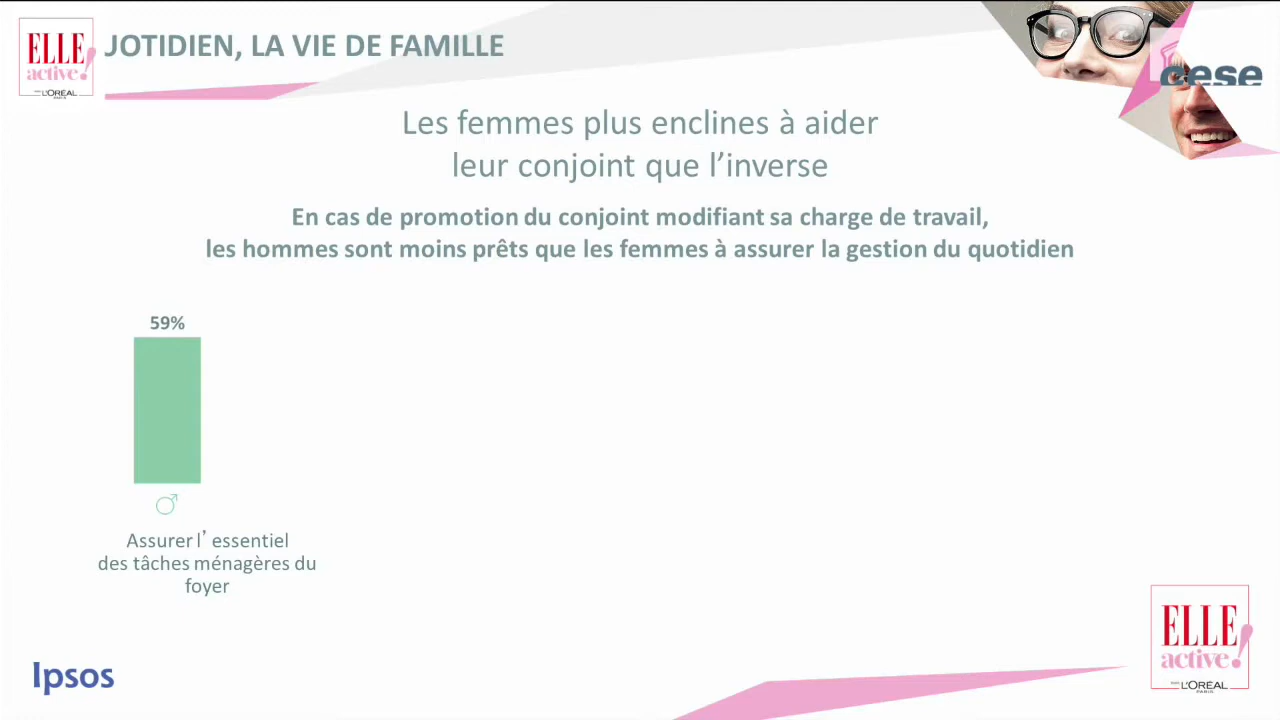 ELLE
active!
L'ORÉAL
PARIS
JOTIDIEN, LA VIE DE FAMILLE
cese
Les femmes plus enclines à aider
leur conjoint que l’inverse
En cas de promotion du conjoint modifiant sa charge de travail,
les hommes sont moins prêts que les femmes à assurer la gestion du quotidien
59%
♂
Assurer l’essentiel
des tâches ménagères du
foyer
Ipsos
ELLE
active!
L'ORÉAL
PARIS